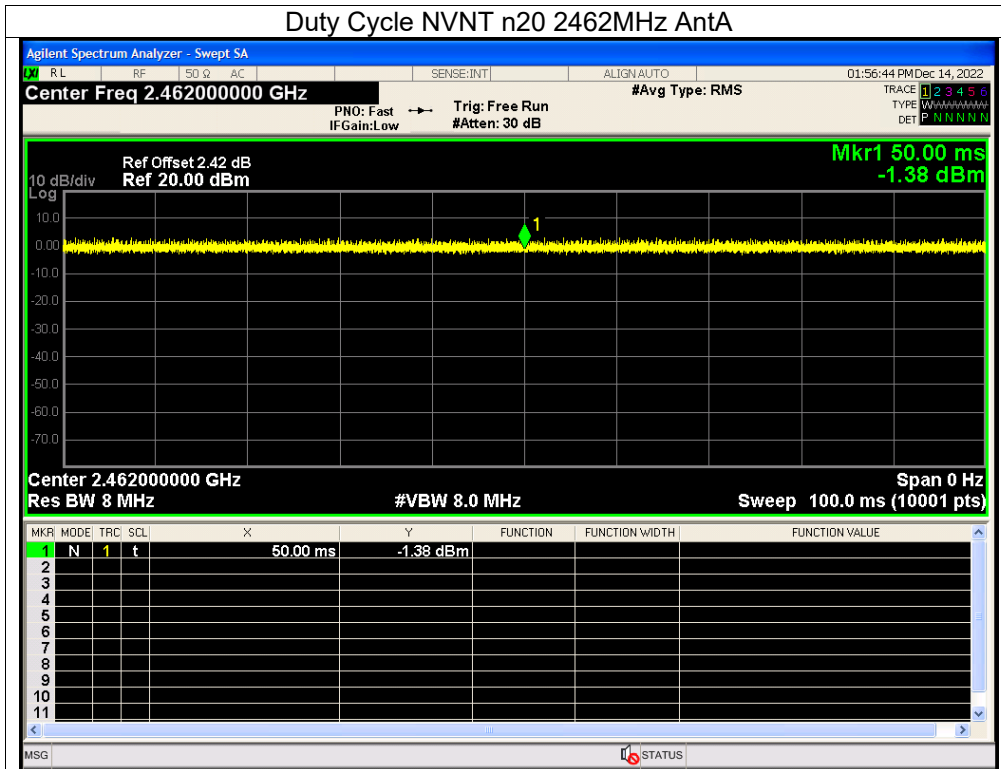 Duty Cycle NVNT n20 2462MHz AntA
Agilent Spectrum Analyzer - Swept SA
LXI RL RF 50 Ω AC SENSE:INT ALIGN AUTO 01:56:44 PM Dec 14, 2022
Center Freq 2.462000000 GHz #Avg Type: RMS TRACE 1 2 3 4 5 6
PNO: Fast Trig: Free Run TYPE WWWWWW
IFGain:Low #Atten: 30 dB DET P N N N N N
Mkr1 50.00 ms
Ref Offset 2.42 dB
10 dB/div Ref 20.00 dBm -1.38 dBm
Log
10.0
1
0.00
-10.0
-20.0
-30.0
-40.0
-50.0
-60.0
-70.0
Center 2.462000000 GHz Span 0 Hz
Res BW 8 MHz #VBW 8.0 MHz Sweep 100.0 ms (10001 pts)
MKR MODE TRC SCL X Y FUNCTION FUNCTION WIDTH FUNCTION VALUE
1 N 1 t 50.00 ms -1.38 dBm
2
3
4
5
6
7
8
9
10
11
MSG STATUS